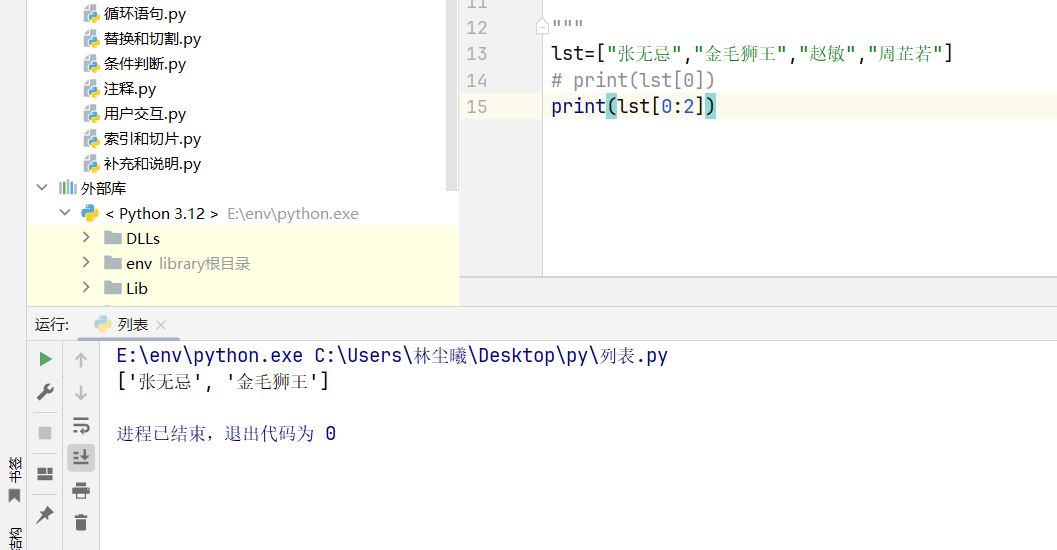 循环语句.py
替换和切割.py
条件判断.py
注释.py
用户交互.py
索引和切片.py
补充和说明.py
外部库
< Python 3.12 > E:\env\python.exe
DLLs
env library根目录
Lib
11
12 """
13 lst=["张无忌","金毛狮王","赵敏","周芷若"]
14 # print(lst[0])
15 print(lst[0:2])
运行: 列表
E:\env\python.exe C:\Users\林尘曦\Desktop\py\列表.py
['张无忌', '金毛狮王']
进程已结束，退出代码为 0
书签
结构